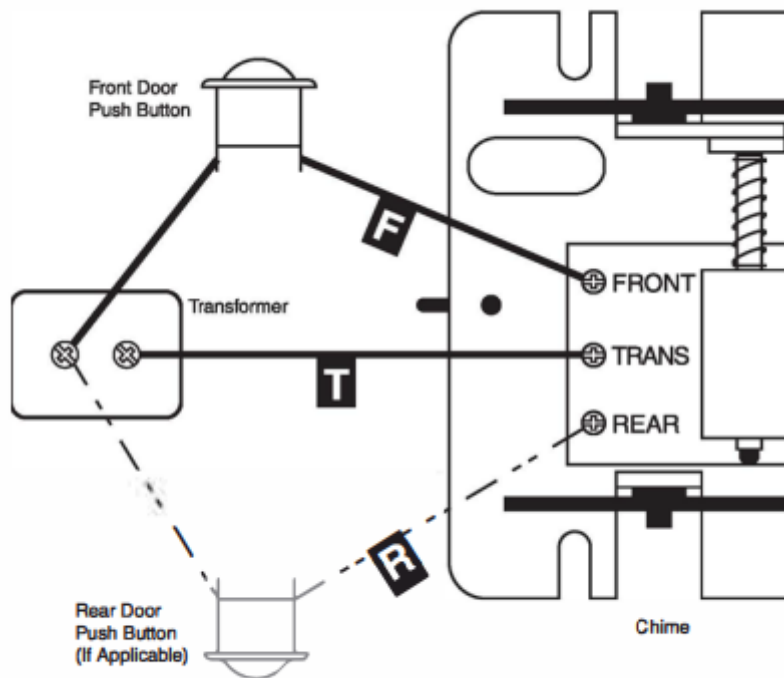 Front Door
Push Button
F
FRONT
Transformer
TRANS
T
REAR
R
Rear Door
Push Button
(If Applicable)
Chime